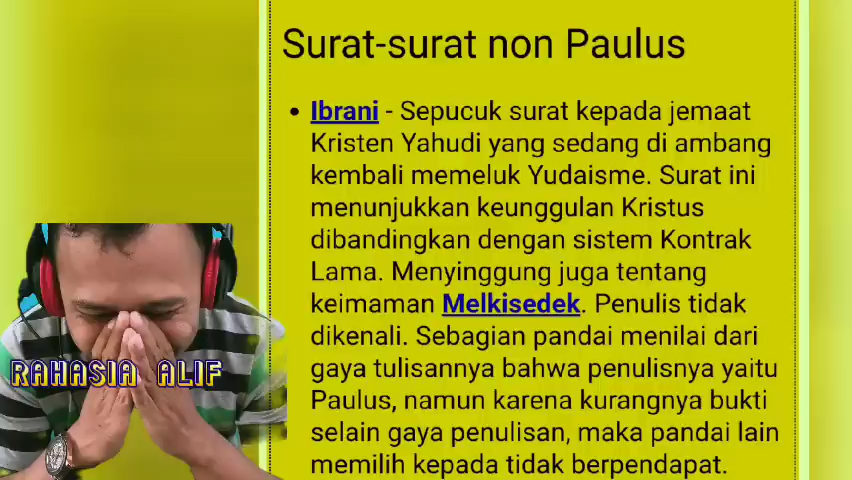 Surat-surat non Paulus
Ibrani - Sepucuk surat kepada jemaat
Kristen Yahudi yang sedang di ambang
kembali memeluk Yudaisme. Surat ini
menunjukkan keunggulan Kristus
dibandingkan dengan sistem Kontrak
Lama. Menyinggung juga tentang
keimaman Melkisedek. Penulis tidak
dikenali. Sebagian pandai menilai dari
gaya tulisannya bahwa penulisnya yaitu
Paulus, namun karena kurangnya bukti
selain gaya penulisan, maka pandai lain
memilih kepada tidak berpendapat.
RAHASIA ALIF